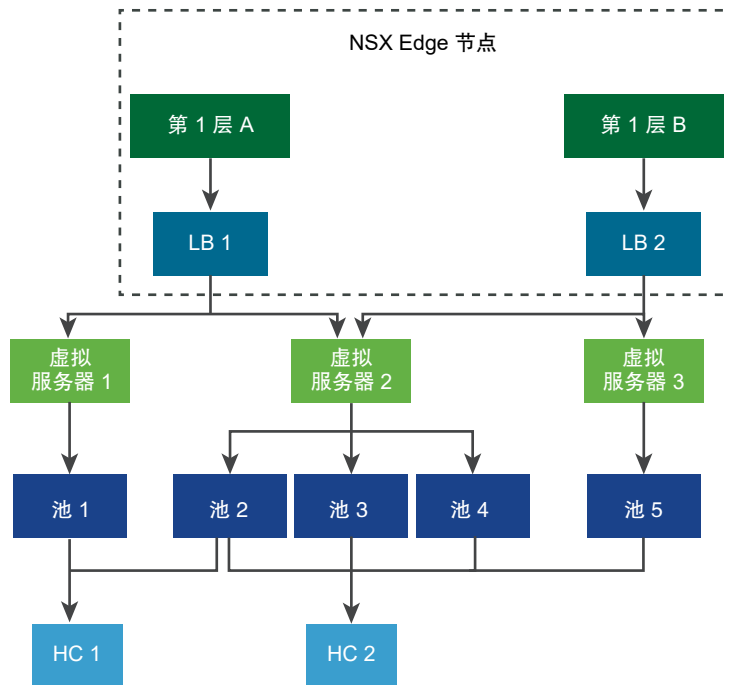 NSX Edge 节点
第 1 层 A
第 1 层 B
LB 1
LB 2
虚拟
服务器 1
虚拟
服务器 2
虚拟
服务器 3
池 1
池 2
池 3
池 4
池 5
HC 1
HC 2